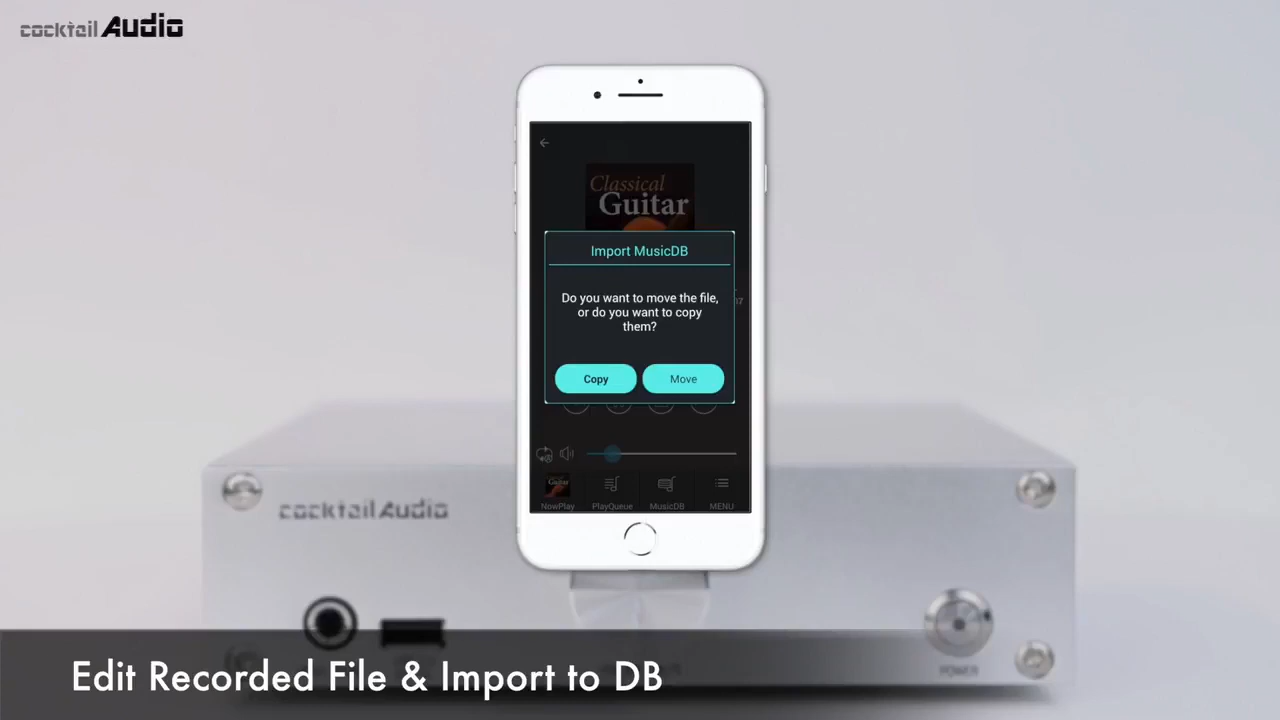 cocktail Audio
Classical
Guitar
Import MusicDB
Do you want to move the file,
or do you want to copy
them?
Copy Move
NowPlay PlayQueue MusicDB MENU
cocktail Audio
POWER
Edit Recorded File & Import to DB